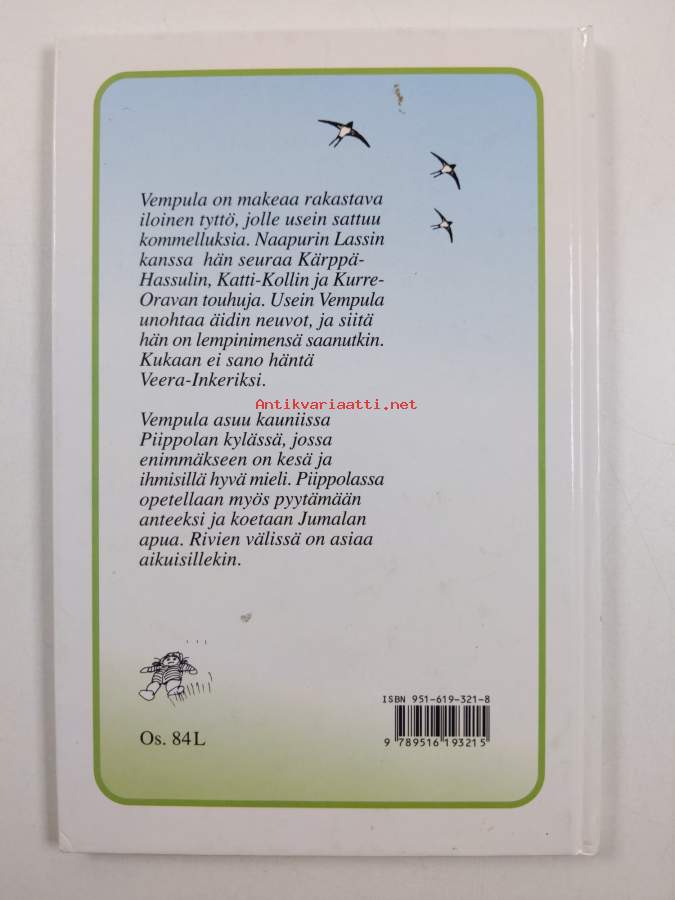 Vempula on makeaa rakastava
iloinen tyttö, jolle usein sattuu
kommelluksia. Naapurin Lassin
kanssa hän seuraa Kärppä-
Hassulin, Katti-Kollin ja Kurre-
Oravan touhuja. Usein Vempula
unohtaa äidin neuvot, ja siitä
hän on lempinimensä saanutkin.
Kukaan ei sano häntä
Veera-Inkeriksi.
Antikvariaatti.net
Vempula asuu kauniissa
Piippolan kylässä, jossa
enimmäkseen on kesä ja
ihmisillä hyvä mieli. Piippolassa
opetellaan myös pyytämään
anteeksi ja koetaan Jumalan
apua. Rivien välissä on asiaa
aikuisillekin.
ISBN 951-619-321-8
9 789516 193215
Os. 84L